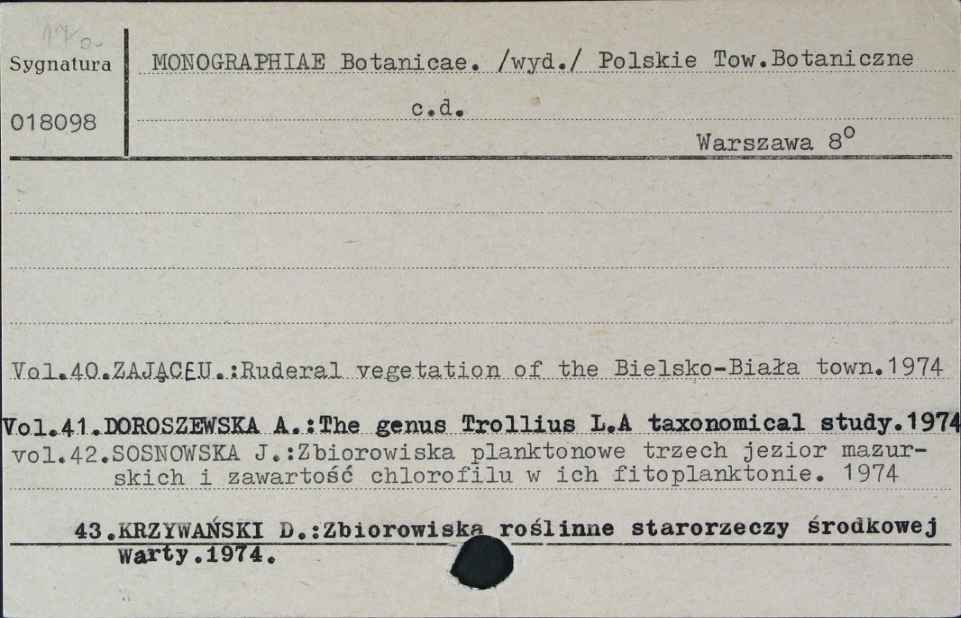 Sygnatura
MONOGRAPHIAE Botanicae. /wyd./ Polskie Tow.Botaniczne
c.d.
018098
Warszawa 8°
Vol.40.ZAJĄCEU.:Ruderal vegetation of the Bielsko-Biała town.1974
Vol.41.DOROSZEWSKA A.:The genus Trollius L.A taxonomical study.1974
vol.42.SOSNOWSKA J.:Zbiorowiska planktonowe trzech jezior mazur-
skich i zawartość chlorofilu w ich fitoplanktonie. 1974
43.KRZYWAŃSKI D.:Zbiorowiska roślinne starorzeczy środkowej
Warty.1974.